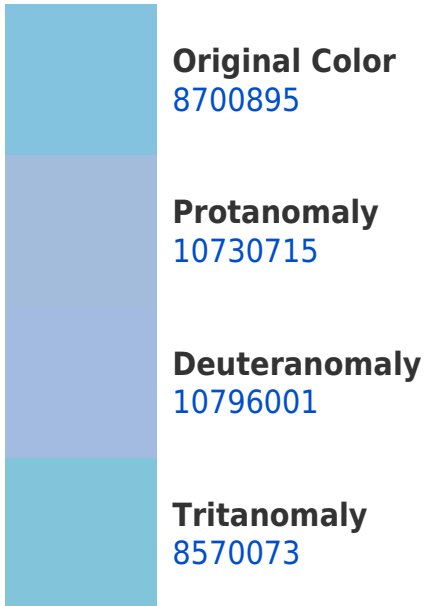 Original Color
8700895
Protanomaly
10730715
Deuteranomaly
10796001
Tritanomaly
8570073